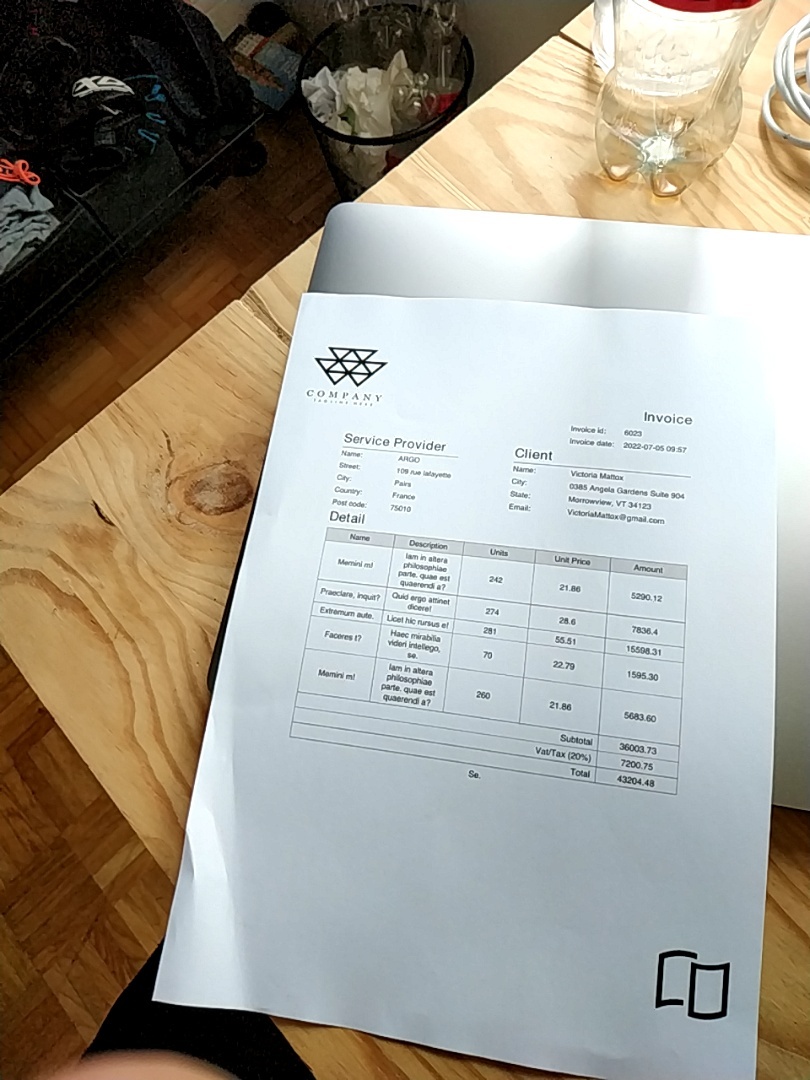 COMPANY
Invoice
Invoice id: 6023
Invoice date: 2022-07-05 09:57
Service Provider
Name: ARGO
Street: 109 rue lafayette
City: Pairs
Country: France
Post code: 75010
Client
Name: Victoria Mattox
City: 0385 Angela Gardens Suite 904
State: Morrowview, VT 34123
Email: VictoriaMattox@gmail.com
Detail
Name Description Units Unit Price Amount
Memini m! Iam in altera
philosophiae
parte. quae est
quaerendi a? 242 21.86 5290.12
Praeclare, inquit? Quid ergo attinet
dicere! 274 28.6 7836.4
Extremum aute. Licet hic rursus e! 281 55.51 15598.31
Faceres t? Haec mirabilia
videri intellego,
se. 70 22.79 1595.30
Memini m! Iam in altera
philosophiae
parte. quae est
quaerendi a? 260 21.86 5683.60
Subtotal 36003.73
Vat/Tax (20%) 7200.75
Total 43204.48
Se.